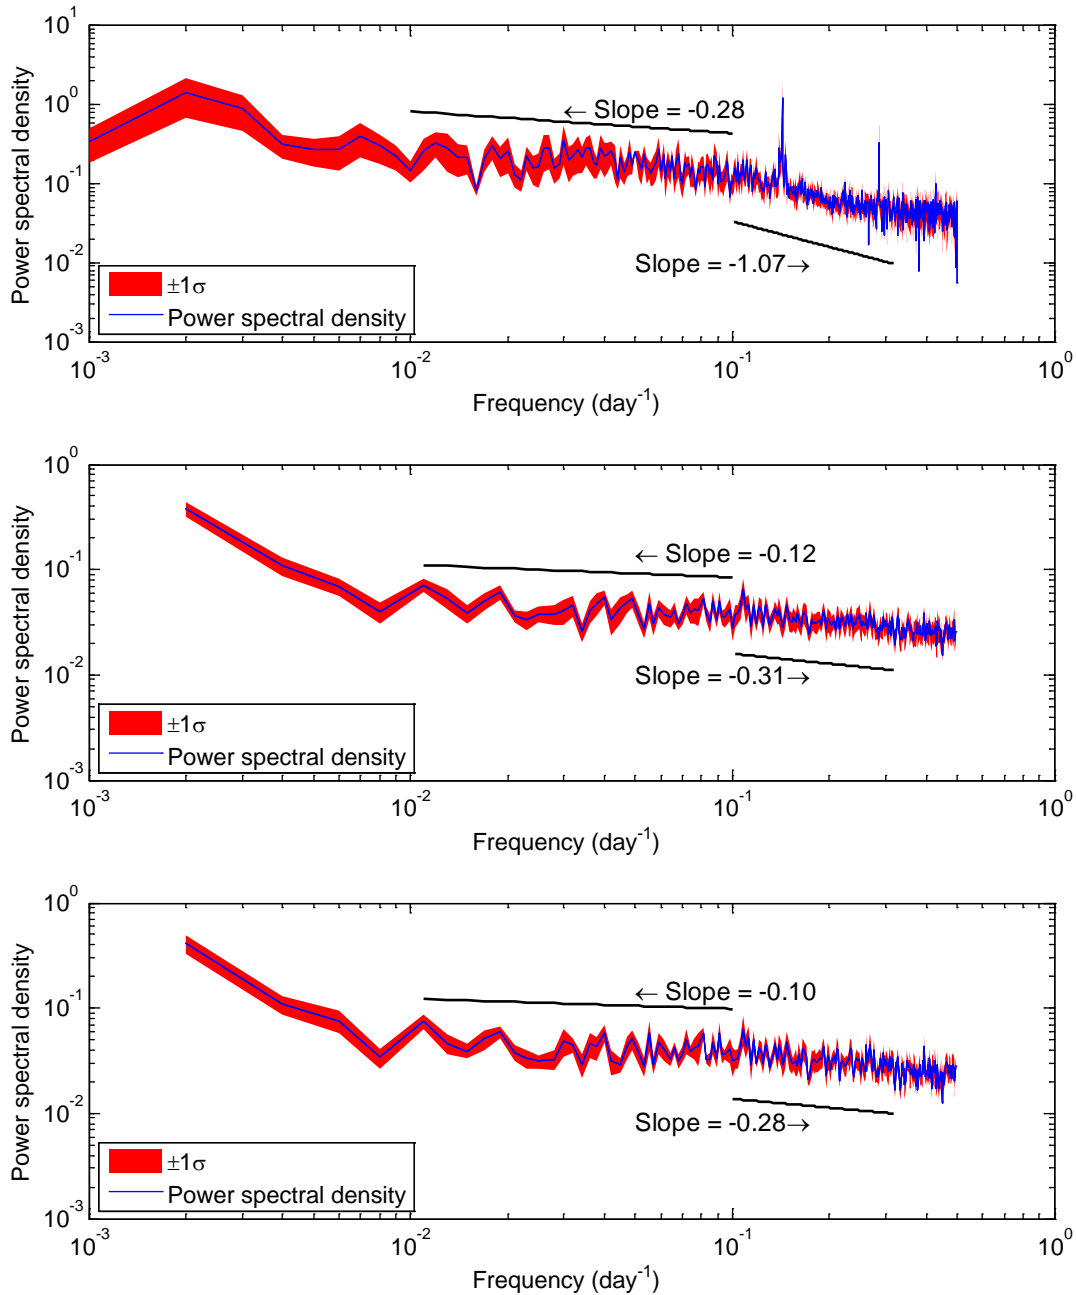 10^1
10^0
10^-1
10^-2
10^-3
Power spectral density
← Slope = -0.28
Slope = -1.07→
±1σ
Power spectral density
10^-3 10^-2 10^-1 10^0
Frequency (day^-1)
10^0
10^-1
10^-2
10^-3
Power spectral density
← Slope = -0.12
Slope = -0.31→
±1σ
Power spectral density
10^-3 10^-2 10^-1 10^0
Frequency (day^-1)
10^0
10^-1
10^-2
10^-3
Power spectral density
← Slope = -0.10
Slope = -0.28→
±1σ
Power spectral density
10^-3 10^-2 10^-1 10^0
Frequency (day^-1)